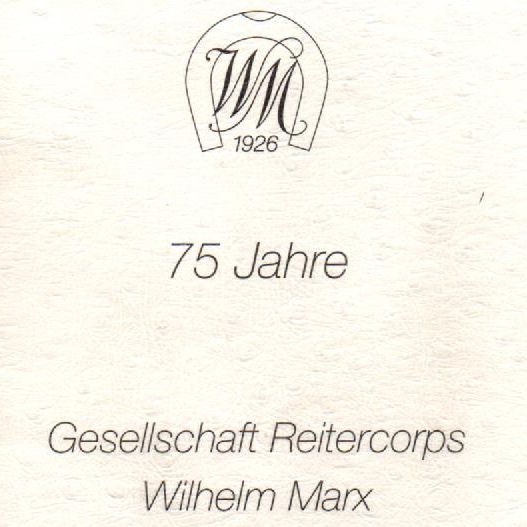 WM
1926
75 Jahre
Gesellschaft Reitercorps
Wilhelm Marx